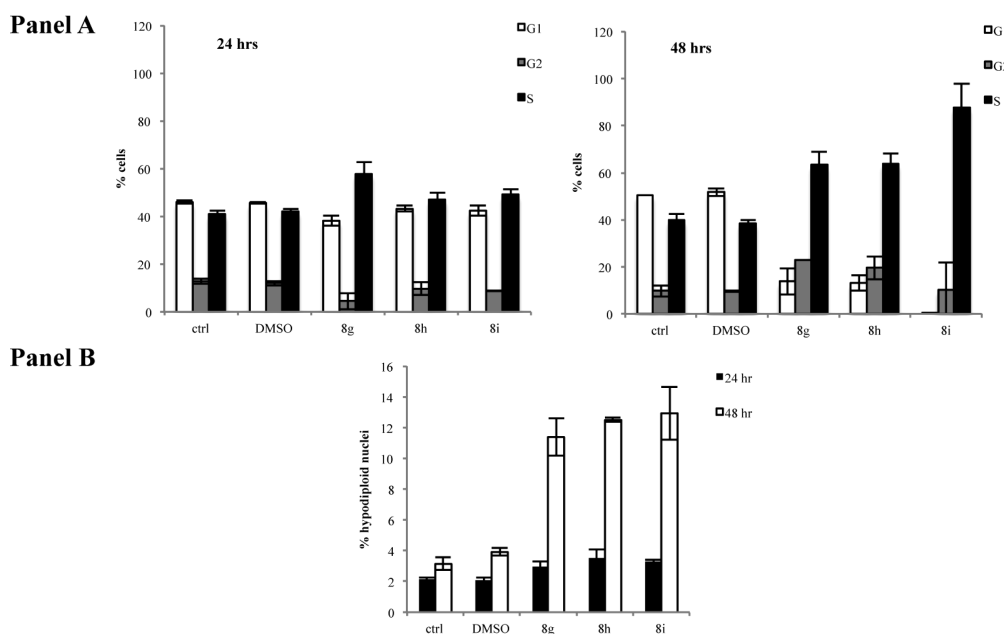 Panel A
120
100
80
60
40
20
0
% cells
24 hrs
G1
G2
S
ctrl DMSO 8g 8h 8i
120
100
80
60
40
20
0
% cells
48 hrs
G
G
S
ctrl DMSO 8g 8h 8i
Panel B
16
14
12
10
8
6
4
2
0
% hypodiploid nuclei
24 hr
48 hr
ctrl DMSO 8g 8h 8i